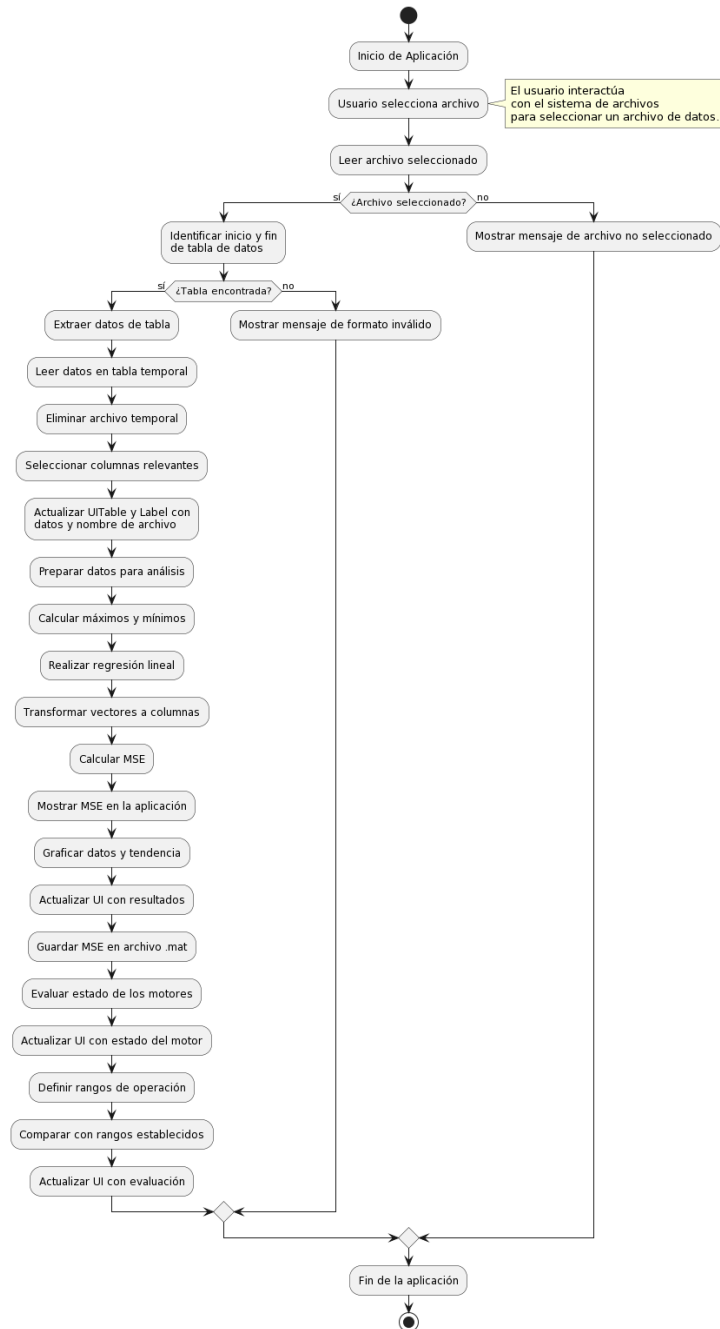 Inicio de Aplicación
Usuario selecciona archivo
El usuario interactúa
con el sistema de archivos
para seleccionar un archivo de datos.
Leer archivo seleccionado
sí
¿Archivo seleccionado?
no
Identificar inicio y fin
de tabla de datos
Mostrar mensaje de archivo no seleccionado
sí
¿Tabla encontrada?
no
Extraer datos de tabla
Mostrar mensaje de formato inválido
Leer datos en tabla temporal
Eliminar archivo temporal
Seleccionar columnas relevantes
Actualizar UITable y Label con
datos y nombre de archivo
Preparar datos para análisis
Calcular máximos y mínimos
Realizar regresión lineal
Transformar vectores a columnas
Calcular MSE
Mostrar MSE en la aplicación
Graficar datos y tendencia
Actualizar UI con resultados
Guardar MSE en archivo .mat
Evaluar estado de los motores
Actualizar UI con estado del motor
Definir rangos de operación
Comparar con rangos establecidos
Actualizar UI con evaluación
Fin de la aplicación